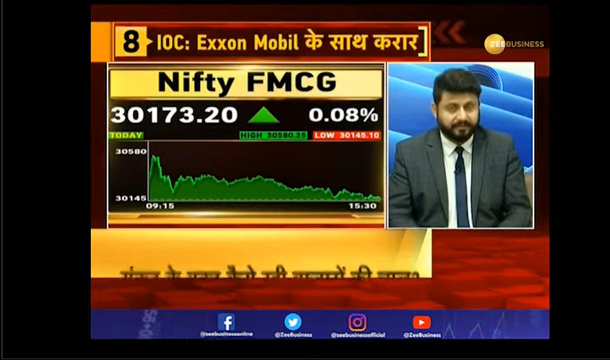 8 IOC: Exxon Mobil के साथ करार
ZEE BUSINESS
Nifty FMCG
30173.20 0.08%
TODAY HIGH 30580.25 LOW 30145.10
30580
30145
09:15 15:30
@zeebusinessonline @ZeeBusiness @zeebusinessofficial @ZeeBusiness